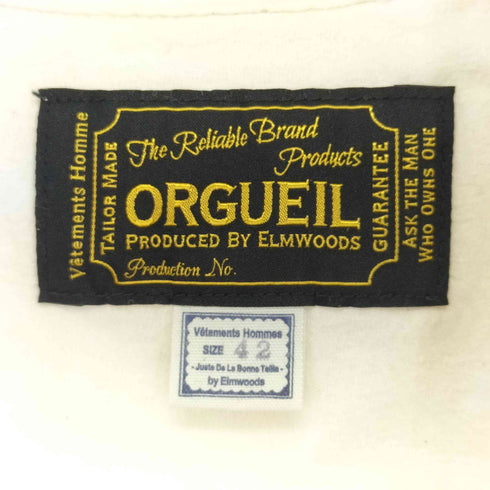 Vêtements Homme
TAILOR MADE
The Reliable Brand
Products
ORGUEIL
PRODUCED BY ELMWOODS
Production No.
GUARANTEE
ASK THE MAN
WHO OWNS ONE
Vêtements Hommes
SIZE 42
- Juste De La Bonne Taille -
by Elmwoods